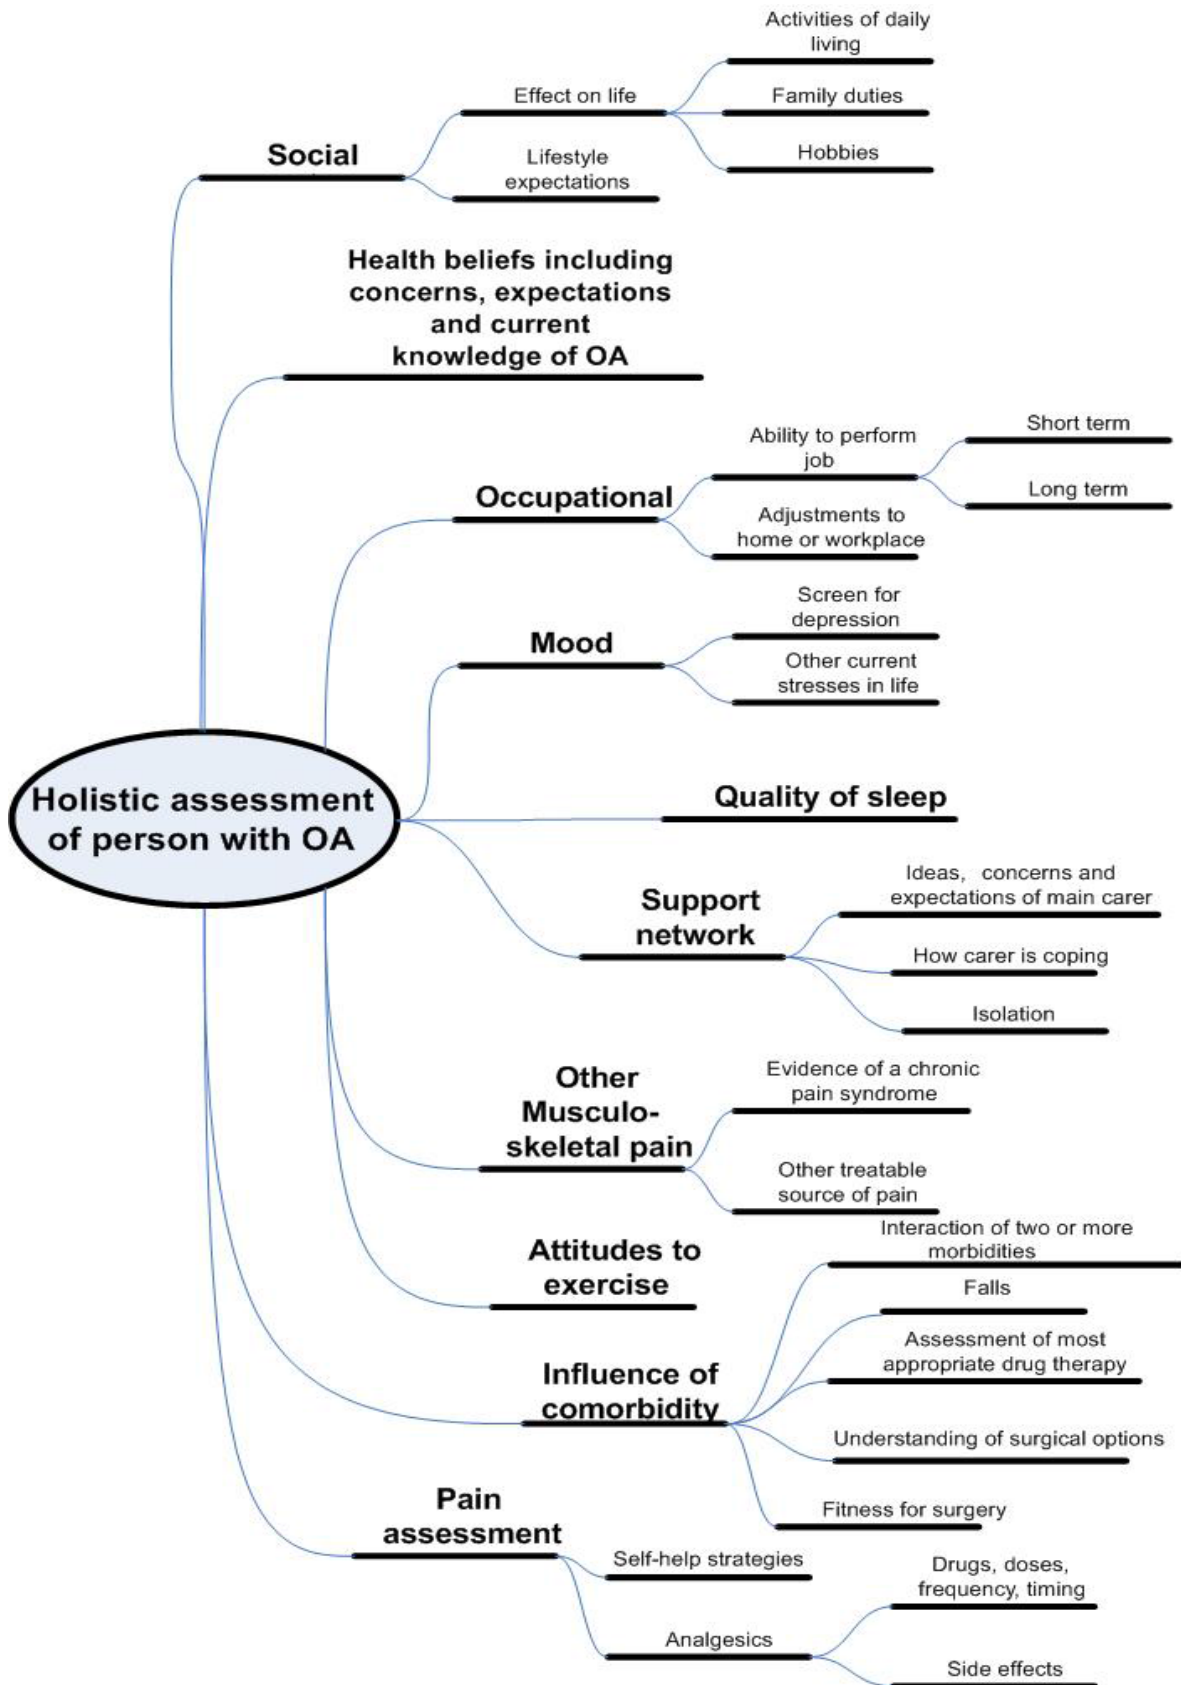 Activities of daily
living
Effect on life
Family duties
Social
Hobbies
Lifestyle
expectations
Health beliefs including
concerns, expectations
and current
knowledge of OA
Short term
Ability to perform
job
Occupational
Long term
Adjustments to
home or workplace
Screen for
depression
Mood
Other current
stresses in life
Holistic assessment
of person with OA
Quality of sleep
Ideas, concerns and
expectations of main carer
Support
network
How carer is coping
Isolation
Evidence of a chronic
pain syndrome
Other
Musculo-
skeletal pain
Other treatable
source of pain
Attitudes to
exercise
Interaction of two or more
morbidities
Falls
Assessment of most
appropriate drug therapy
Influence of
comorbidity
Understanding of surgical options
Fitness for surgery
Pain
assessment
Self-help strategies
Drugs, doses,
frequency, timing
Analgesics
Side effects